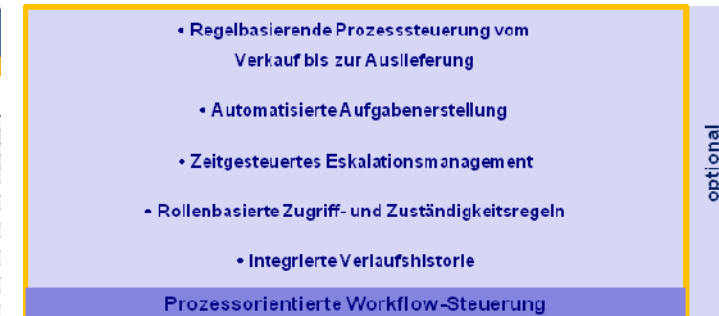 • Regelbasierende Prozesssteuerung vom
Verkauf bis zur Auslieferung
• Automatisierte Aufgabenerstellung
• Zeitgesteuertes Eskalationsmanagement
• Rollenbasierte Zugriff- und Zuständigkeitsregeln
• Integrierte Verlaufshistorie
Prozessorientierte Workflow-Steuerung
optional